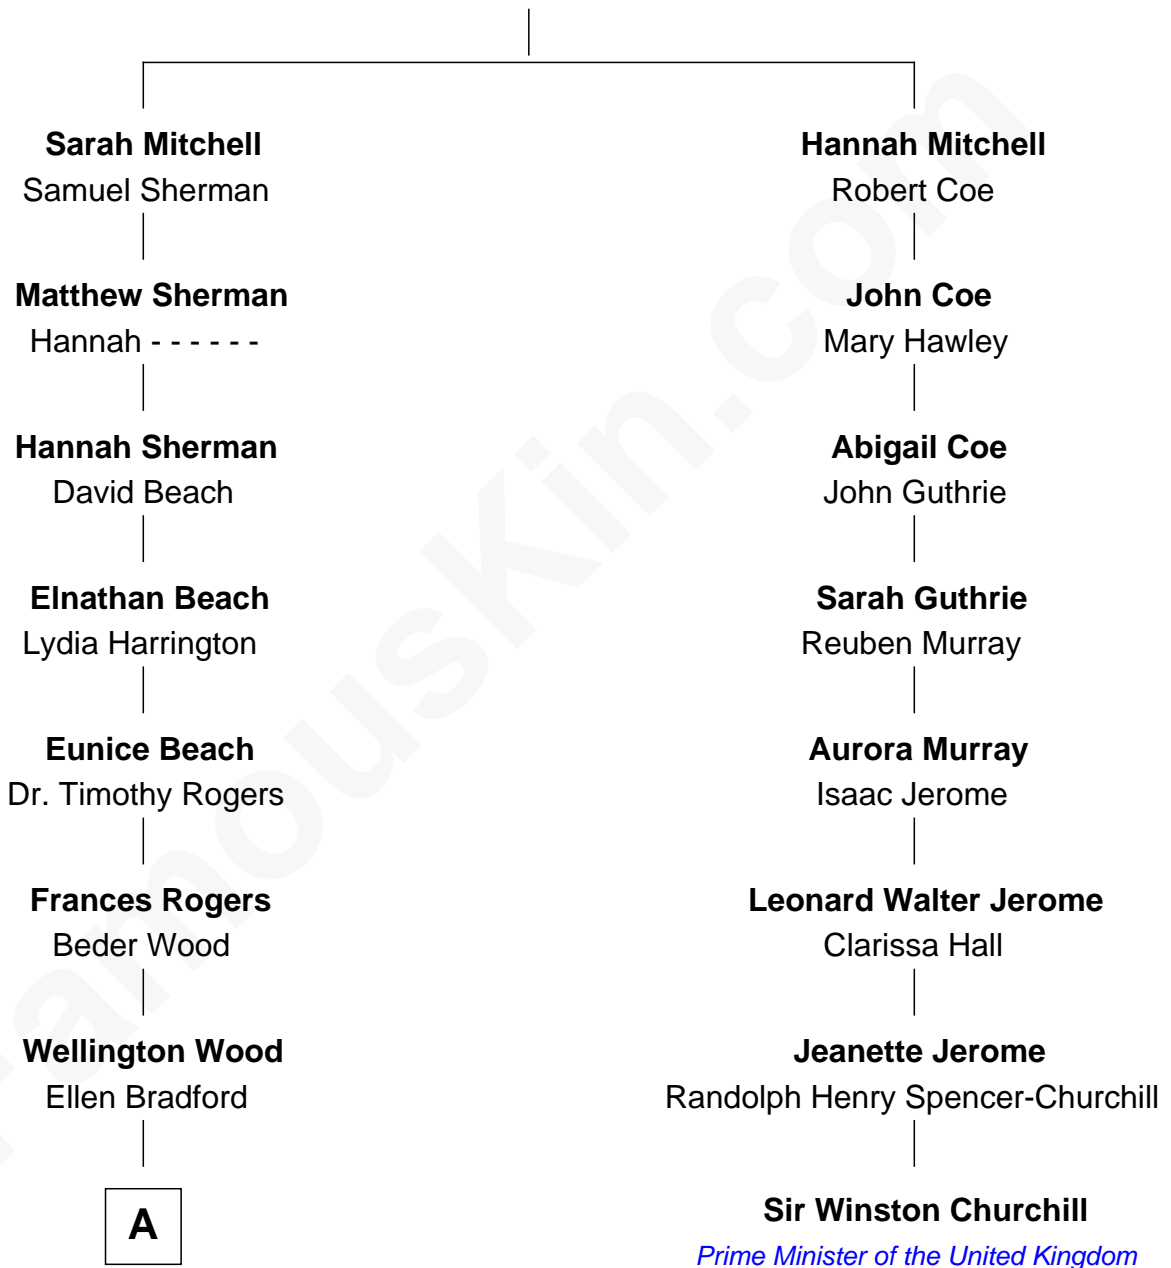 Sarah Mitchell
Samuel Sherman
Matthew Sherman
Hannah - - - - - -
Hannah Sherman
David Beach
Elnathan Beach
Lydia Harrington
Eunice Beach
Dr. Timothy Rogers
Frances Rogers
Beder Wood
Wellington Wood
Ellen Bradford
A
Hannah Mitchell
Robert Coe
John Coe
Mary Hawley
Abigail Coe
John Guthrie
Sarah Guthrie
Reuben Murray
Aurora Murray
Isaac Jerome
Leonard Walter Jerome
Clarissa Hall
Jeanette Jerome
Randolph Henry Spencer-Churchill
Sir Winston Churchill
Prime Minister of the United Kingdom
FamousKin.com